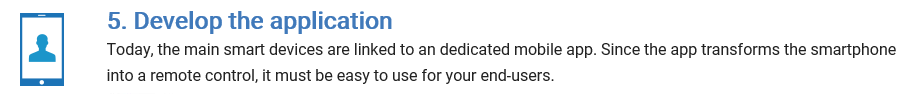 5. Develop the application
Today, the main smart devices are linked to an dedicated mobile app. Since the app transforms the smartphone
into a remote control, it must be easy to use for your end-users.